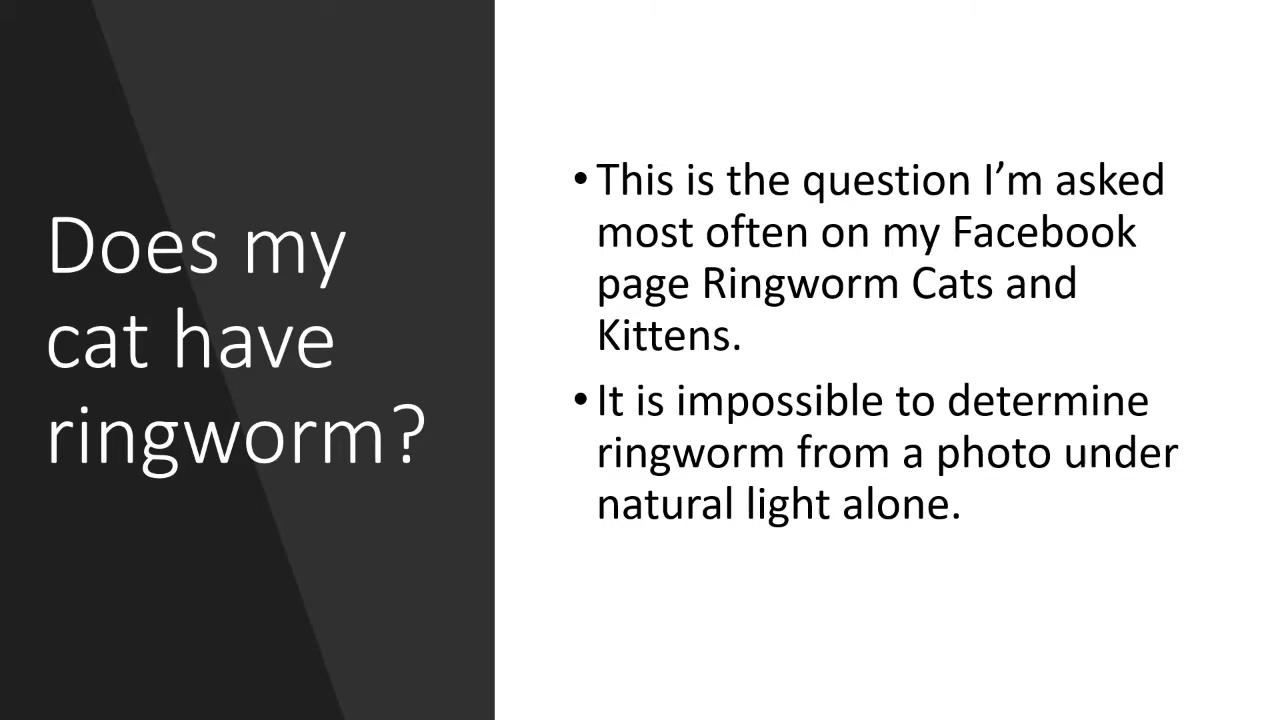 Does my
cat have
ringworm?
• This is the question I’m asked
most often on my Facebook
page Ringworm Cats and
Kittens.
• It is impossible to determine
ringworm from a photo under
natural light alone.